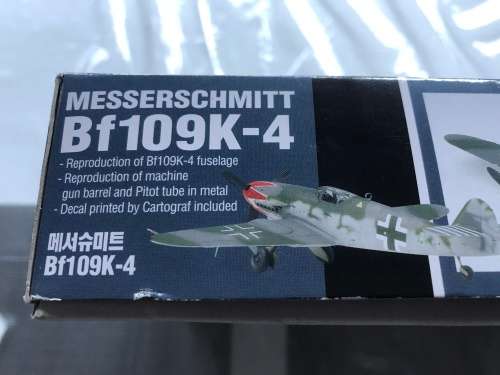 MESSERSCHMITT
Bf109K-4
- Reproduction of Bf109K-4 fuselage
- Reproduction of machine
gun barrel and Pitot tube in metal
- Decal printed by Cartograf included
메서슈미트
Bf109K-4